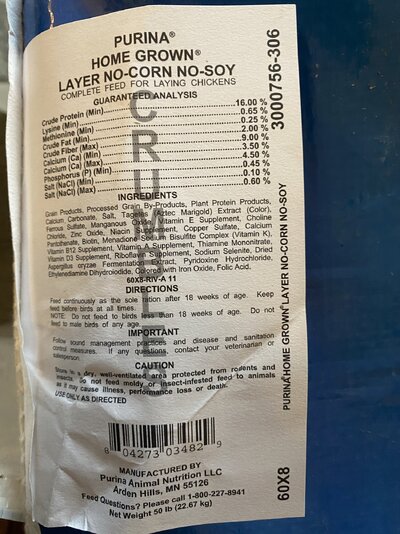 PURINA®
HOME GROWN®
LAYER NO-CORN NO-SOY
COMPLETE FEED FOR LAYING CHICKENS
GUARANTEED ANALYSIS
Crude Protein (Min) 16.00 %
Lysine (Min) 0.65 %
Methionine (Min) 0.25 %
Crude Fat (Min) 2.00 %
Crude Fiber (Max) 9.00 %
Calcium (Ca) (Min) 3.50 %
Calcium (Ca) (Max) 4.50 %
Phosphorus (P) (Min) 0.45 %
Salt (NaCl) (Min) 0.10 %
Salt (NaCl) (Max) 0.60 %
INGREDIENTS
Grain Products, Processed Grain By-Products, Plant Protein Products,
Calcium Carbonate, Salt, Tagetes (Aztec Marigold) Extract (Color),
Ferrous Sulfate, Manganous Oxide, Vitamin E Supplement, Choline
Chloride, Zinc Oxide, Niacin Supplement, Copper Sulfate, Calcium
Pantothenate, Biotin, Menadione Sodium Bisulfite Complex (Vitamin K),
Vitamin B12 Supplement, Vitamin A Supplement, Thiamine Mononitrate,
Vitamin D3 Supplement, Riboflavin Supplement, Sodium Selenite, Dried
Aspergilus oryzae Fermentation Extract, Pyridoxine Hydrochloride,
Ethylenediamine Dihydroiodide, Colored with Iron Oxide, Folic Acid.
60X8-RIV-A 11
DIRECTIONS
Feed continuously as the sole ration after 18 weeks of age. Keep
feed before birds at all times.
NOTE: Do not feed to birds less than 18 weeks of age. Do not
feed to male birds of any age.
IMPORTANT
Follow sound management practices and disease and sanitation
control measures. If any questions, contact your veterinarian or
salesperson.
CAUTION
Store in a dry, well-ventilated area protected from rodents and
insects. Do not feed moldy or insect-infested feed to animals
as it may cause illness, performance loss or death.
USE ONLY AS DIRECTED
CRUMBLES
8 04273 03482 9
MANUFACTURED BY
Purina Animal Nutrition LLC
Arden Hills, MN 55126
Feed Questions? Please call 1-800-227-8941
Net Weight 50 lb (22.67 kg)
3000756-306
PURINA®HOME GROWN® LAYER NO-CORN NO-SOY
60X8